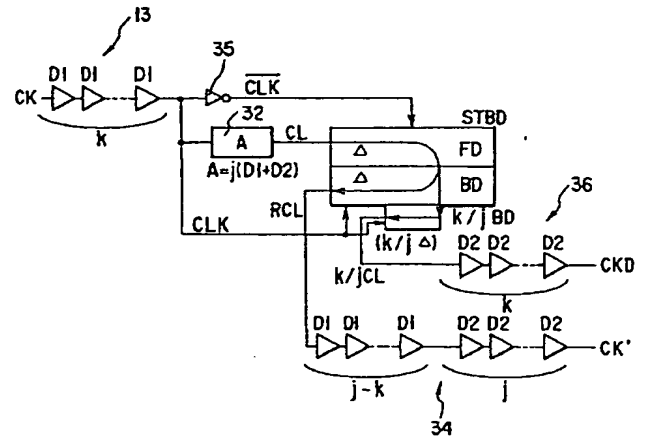 13
35
D1 D1 D1
CK
k
CLK
STBD
32
A
CL
A=j(D1+D2)
Δ
FD
Δ
BD
RCL
CLK
k/j BD
36
(k/j Δ)
k/jCL
D2 D2 D2
CKD
k
D1 D1 D1 D2 D2 D2
CK'
j-k
j
34